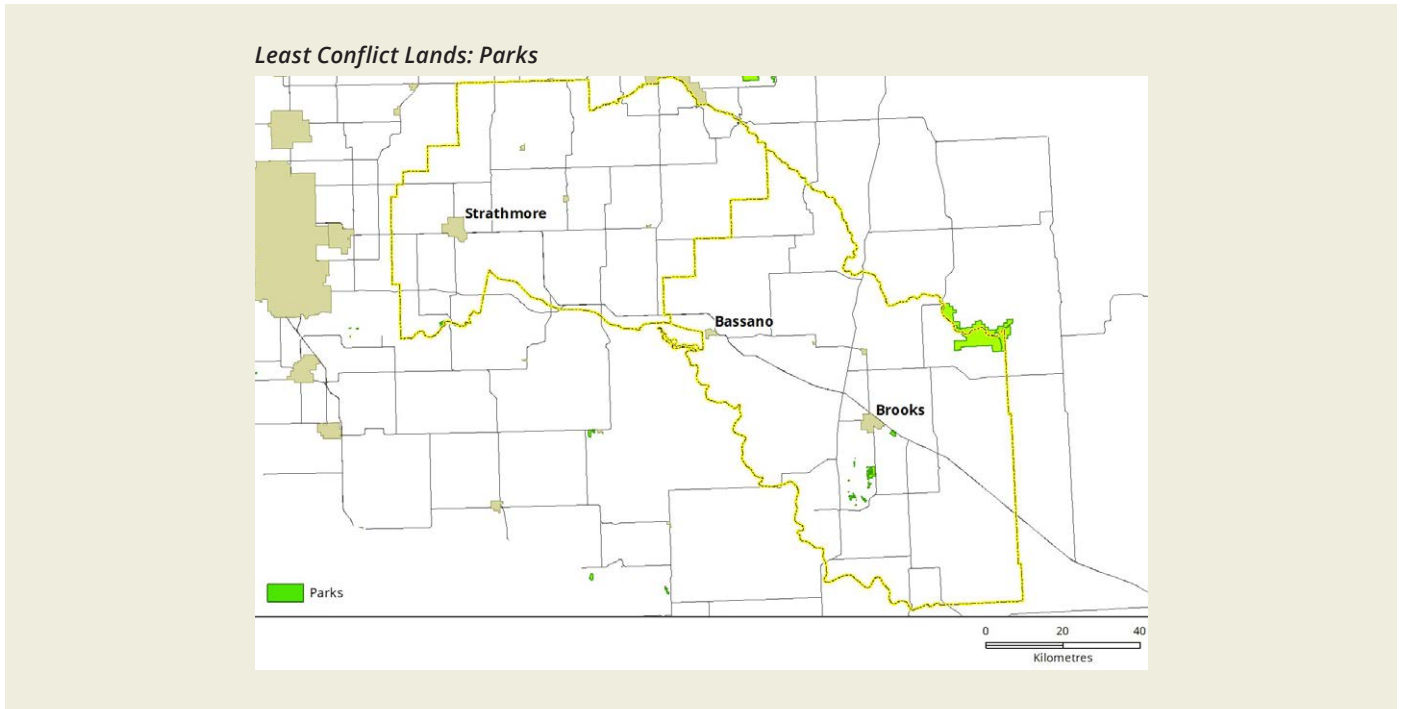 Least Conflict Lands: Parks
Strathmore
Bassano
Brooks
Parks
0 20 40
Kilometres